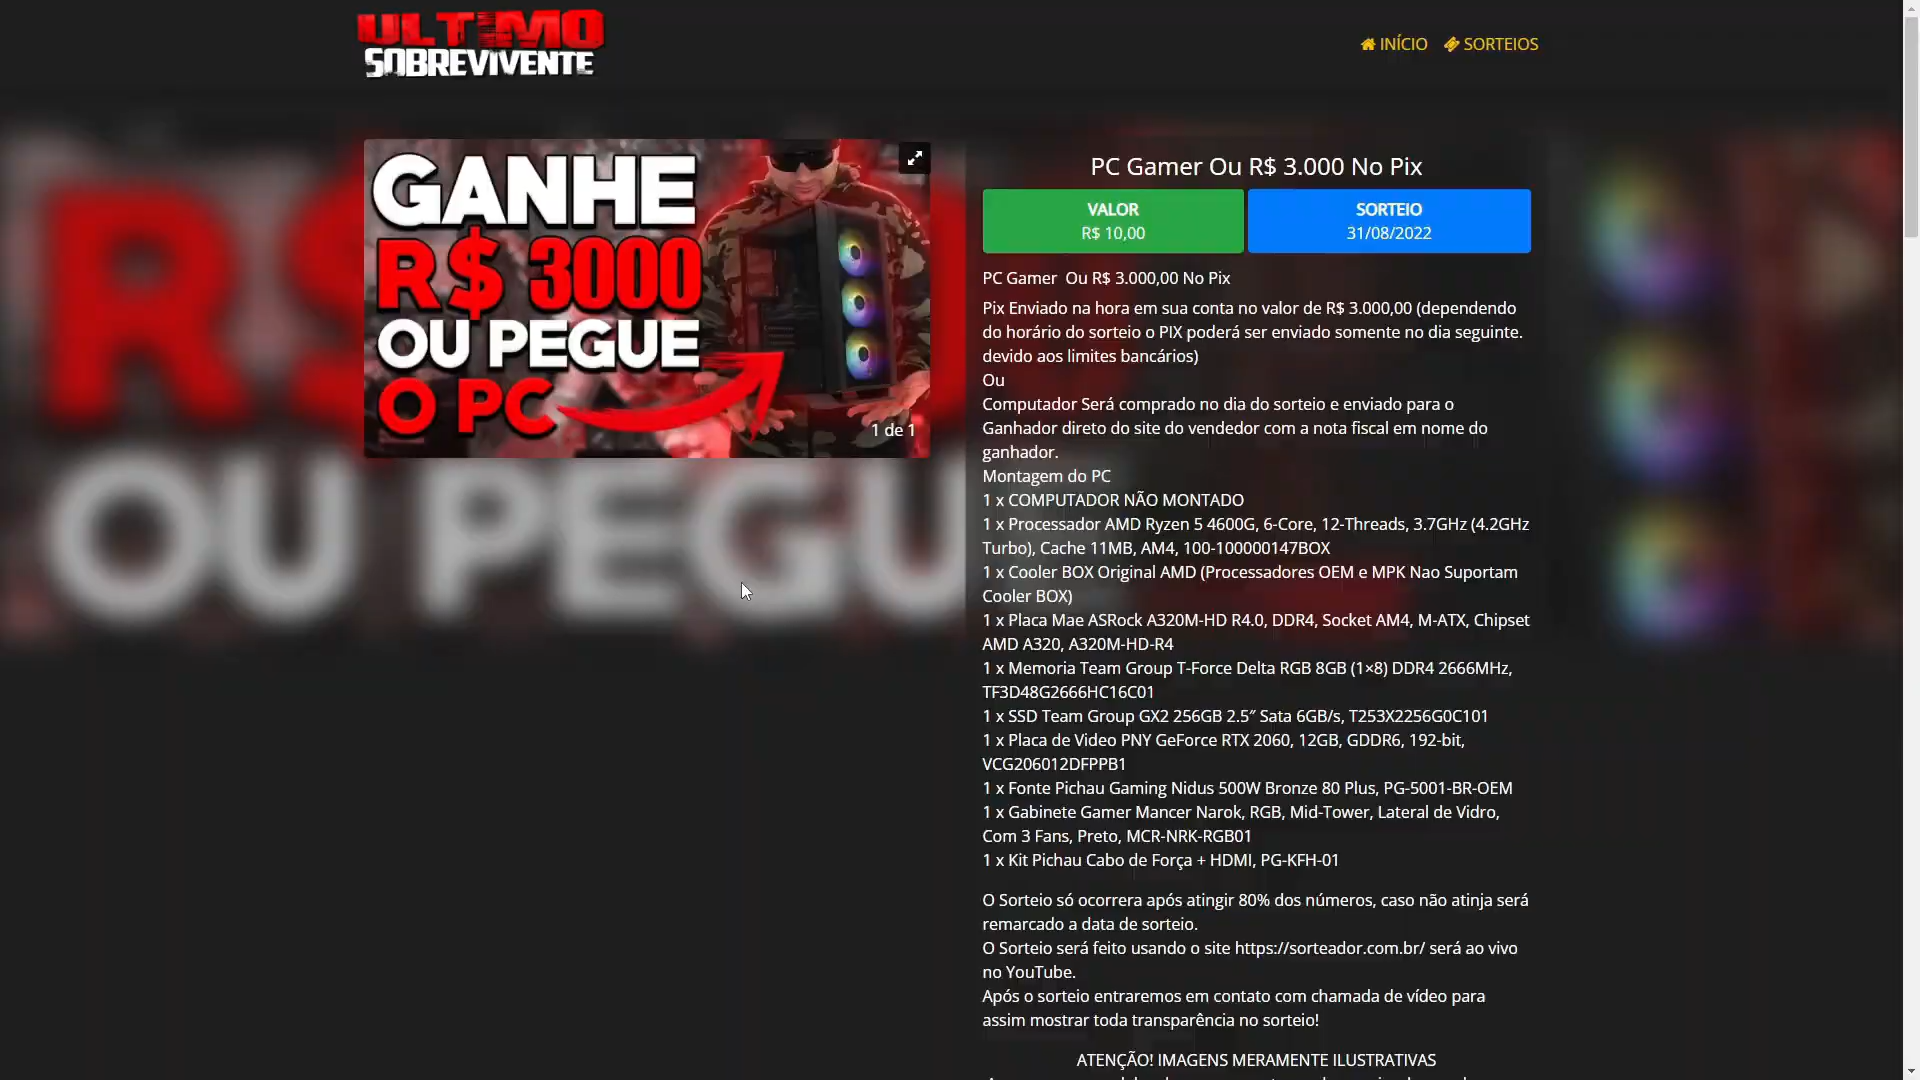 ULTIMO
SOBREVIVENTE
INÍCIO
SORTEIOS
GANHE
R$ 3000
OU PEGUE
O PC
1 de 1
PC Gamer Ou R$ 3.000 No Pix
VALOR
R$ 10,00
SORTEIO
31/08/2022
PC Gamer  Ou R$ 3.000,00 No Pix
Pix Enviado na hora em sua conta no valor de R$ 3.000,00 (dependendo
do horário do sorteio o PIX poderá ser enviado somente no dia seguinte.
devido aos limites bancários)
Ou
Computador Será comprado no dia do sorteio e enviado para o
Ganhador direto do site do vendedor com a nota fiscal em nome do
ganhador.
Montagem do PC
1 x COMPUTADOR NÃO MONTADO
1 x Processador AMD Ryzen 5 4600G, 6-Core, 12-Threads, 3.7GHz (4.2GHz
Turbo), Cache 11MB, AM4, 100-100000147BOX
1 x Cooler BOX Original AMD (Processadores OEM e MPK Nao Suportam
Cooler BOX)
1 x Placa Mae ASRock A320M-HD R4.0, DDR4, Socket AM4, M-ATX, Chipset
AMD A320, A320M-HD-R4
1 x Memoria Team Group T-Force Delta RGB 8GB (1×8) DDR4 2666MHz,
TF3D48G2666HC16C01
1 x SSD Team Group GX2 256GB 2.5″ Sata 6GB/s, T253X2256G0C101
1 x Placa de Video PNY GeForce RTX 2060, 12GB, GDDR6, 192-bit,
VCG206012DFPPB1
1 x Fonte Pichau Gaming Nidus 500W Bronze 80 Plus, PG-5001-BR-OEM
1 x Gabinete Gamer Mancer Narok, RGB, Mid-Tower, Lateral de Vidro,
Com 3 Fans, Preto, MCR-NRK-RGB01
1 x Kit Pichau Cabo de Força + HDMI, PG-KFH-01
O Sorteio só ocorrera após atingir 80% dos números, caso não atinja será
remarcado a data de sorteio.
O Sorteio será feito usando o site https://sorteador.com.br/ será ao vivo
no YouTube.
Após o sorteio entraremos em contato com chamada de vídeo para
assim mostrar toda transparência no sorteio!
ATENÇÃO! IMAGENS MERAMENTE ILUSTRATIVAS